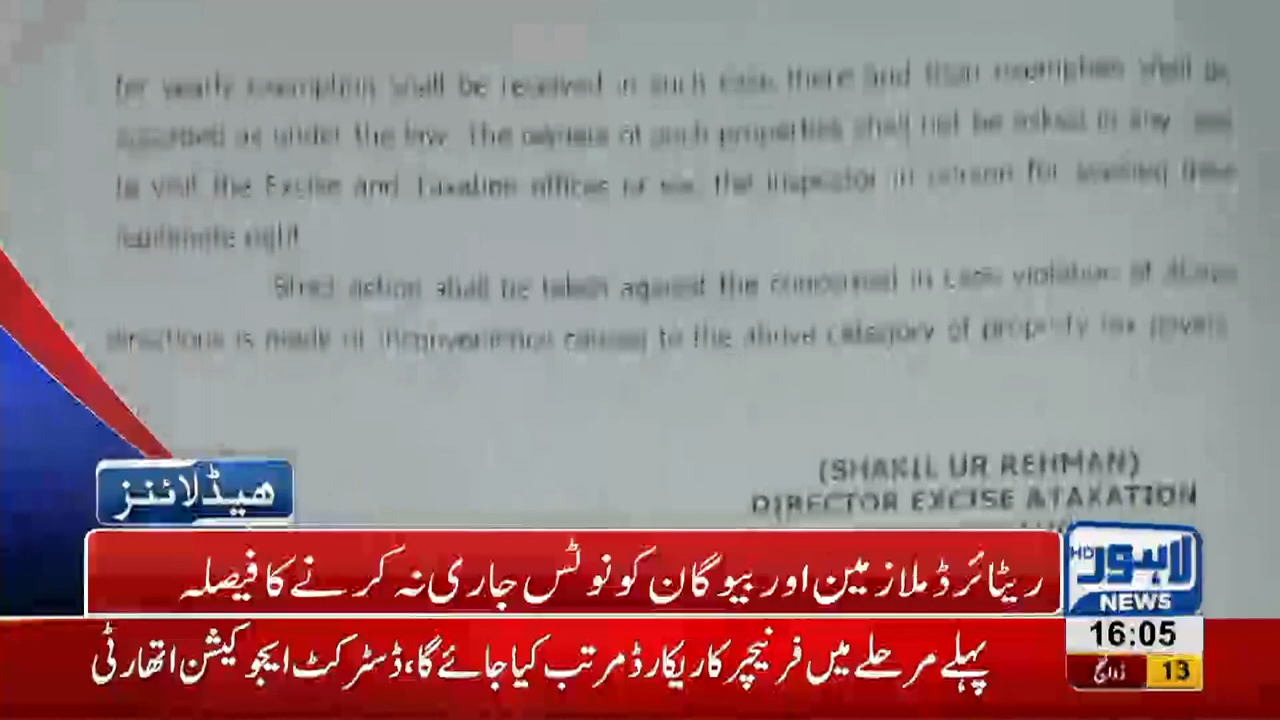 for yearly exemption shall be received in such case there and then exemption shall be
as under the law. The owners of such properties shall not be asked in any
to visit the Excise and Taxation offices or see the inspector in person for availing their
legitimate right
Strict action shall be taken against the concerned in case violation of above
directions is made or inconvenience caused to the above category of property tax payers
(SHAKIL UR REHMAN)
DIRECTOR EXCISE &TAXATION
ہیڈلائنز
ریٹائرڈ ملازمین اور بیوگان کو نوٹس جاری نہ کرنے کا فیصلہ
لاہور HD
NEWS
پہلے مرحلے میں فرنیچر کا ریکارڈ مرتب کیا جائے گا، ڈسٹرکٹ ایجوکیشن اتھارٹی
16:05
13 ذوالحج